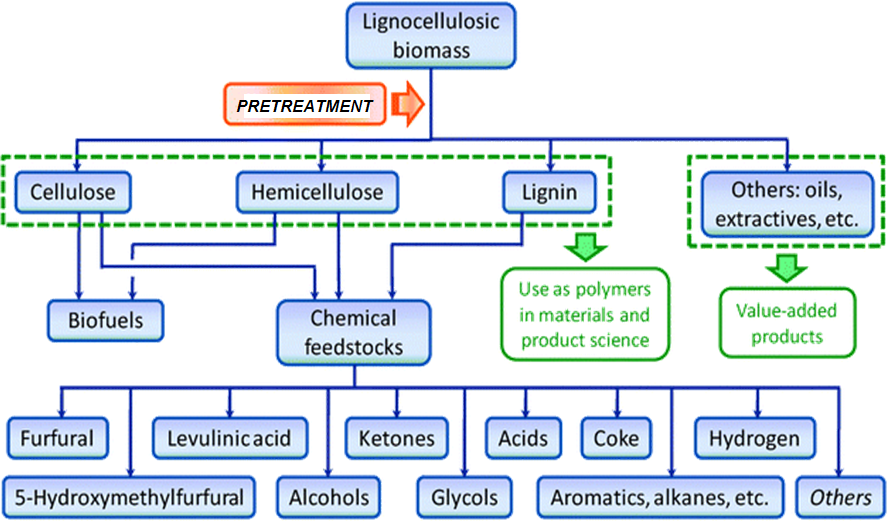 Lignocellulosic
biomass
PRETREATMENT
Cellulose
Hemicellulose
Lignin
Others: oils,
extractives, etc.
Biofuels
Chemical
feedstocks
Use as polymers
in materials and
product science
Value-added
products
Furfural
Levulinic acid
Ketones
Acids
Coke
Hydrogen
5-Hydroxymethylfurfural
Alcohols
Glycols
Aromatics, alkanes, etc.
Others